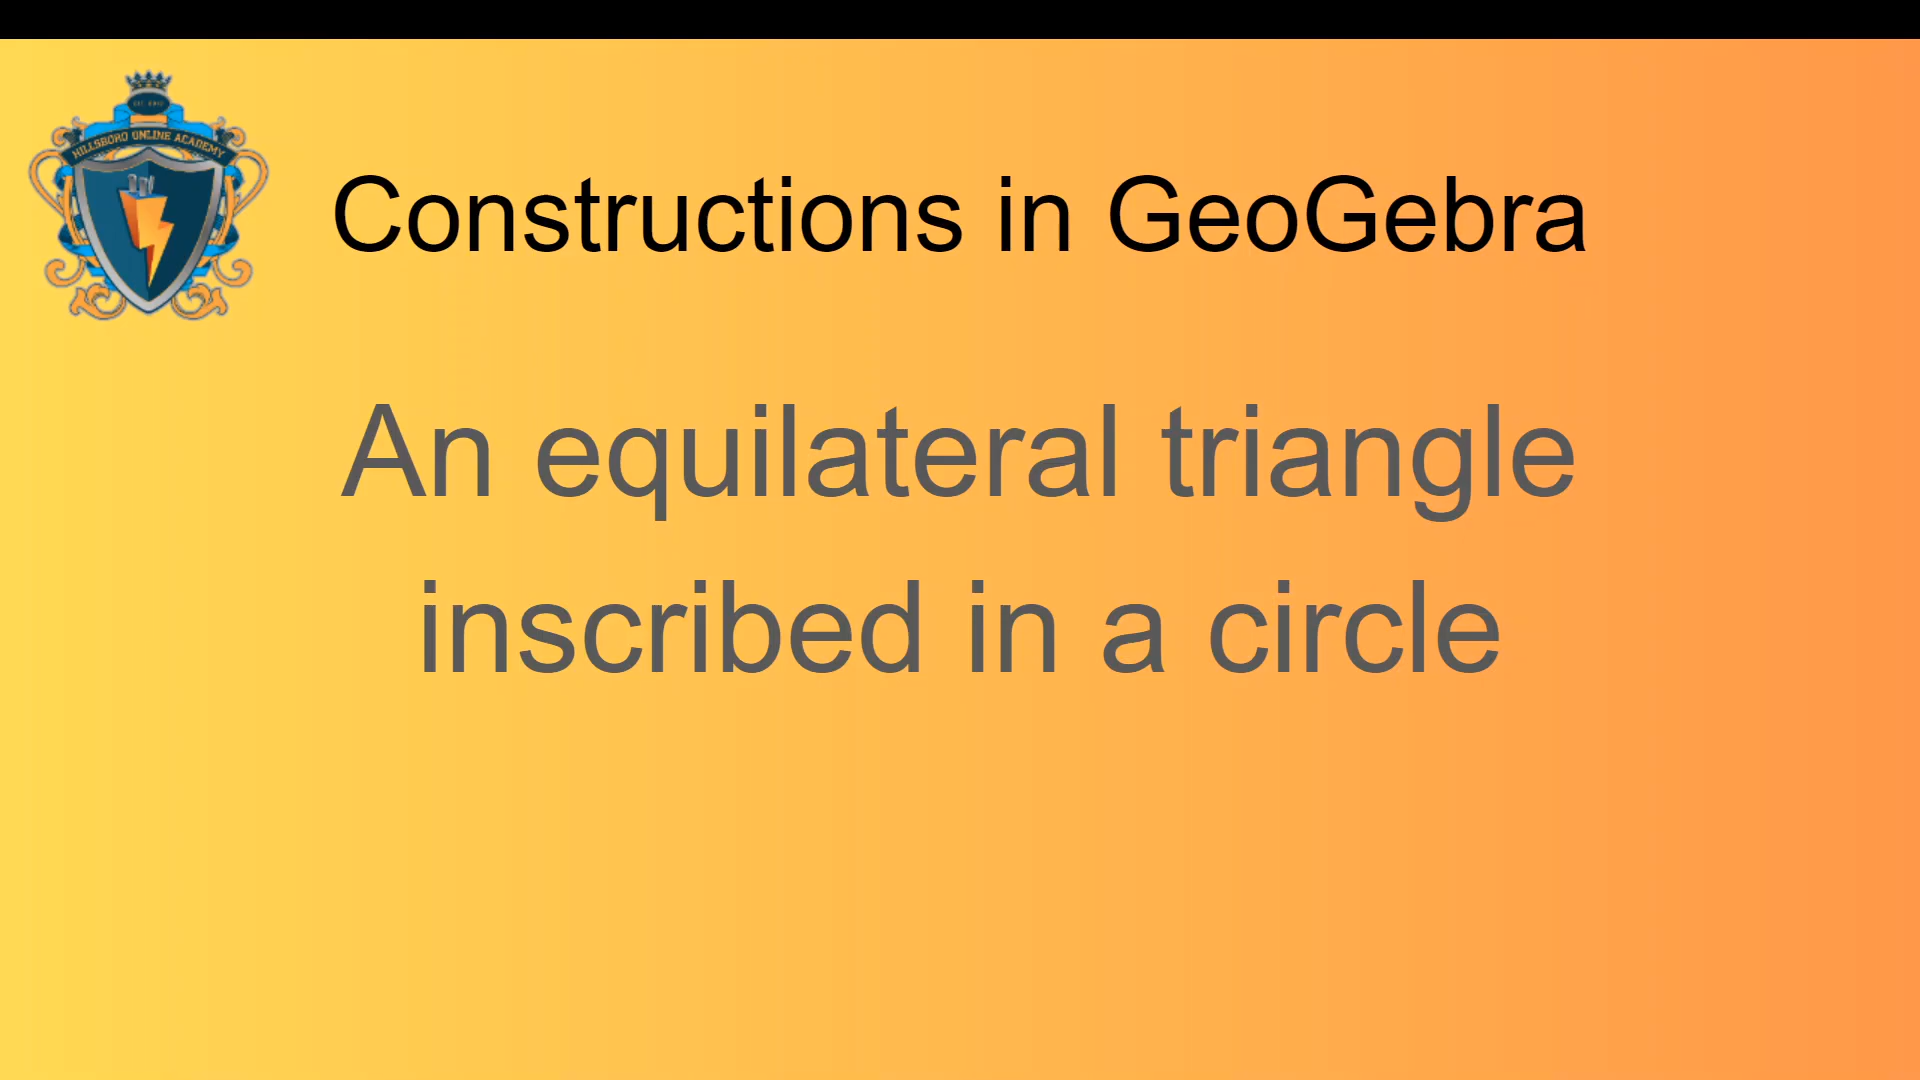 HILLSBORO ONLINE ACADEMY
Constructions in GeoGebra
An equilateral triangle
inscribed in a circle